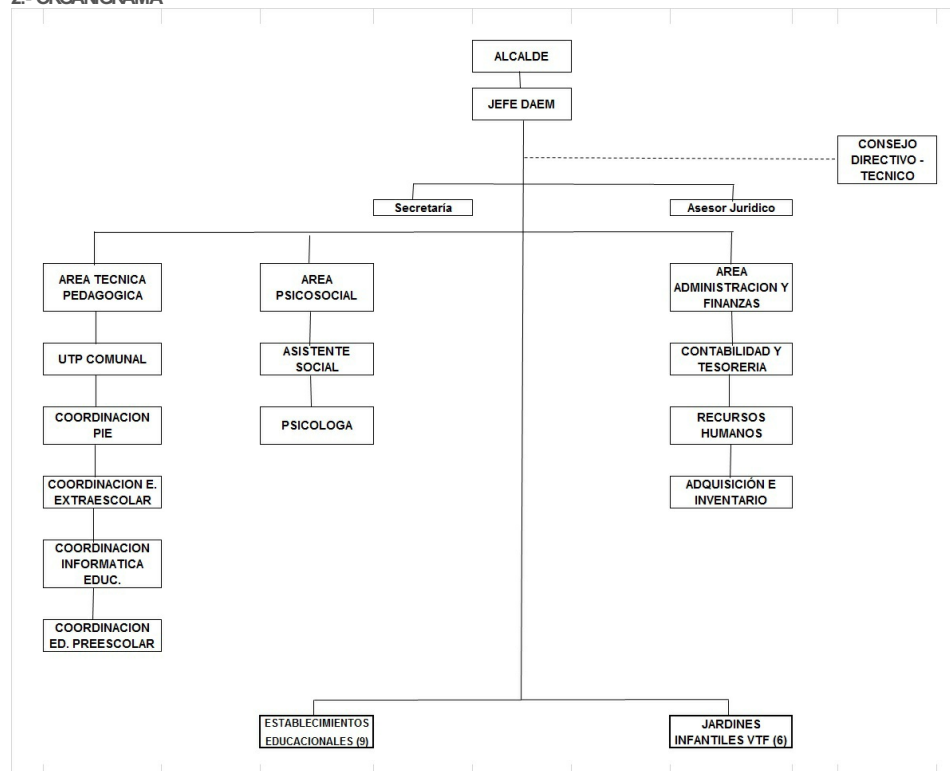 2.- ORGANIGRAMA
ALCALDE
JEFE DAEM
CONSEJO
DIRECTIVO -
TECNICO
Secretaría
Asesor Juridico
AREA TECNICA
PEDAGOGICA
UTP COMUNAL
COORDINACION
PIE
COORDINACION E.
EXTRAESCOLAR
COORDINACION
INFORMATICA
EDUC.
COORDINACION
ED. PREESCOLAR
AREA
PSICOSOCIAL
ASISTENTE
SOCIAL
PSICOLOGA
AREA
ADMINISTRACION Y
FINANZAS
CONTABILIDAD Y
TESORERIA
RECURSOS
HUMANOS
ADQUISICIÓN E
INVENTARIO
ESTABLECIMIENTOS
EDUCACIONALES (9)
JARDINES
INFANTILES VTF (6)